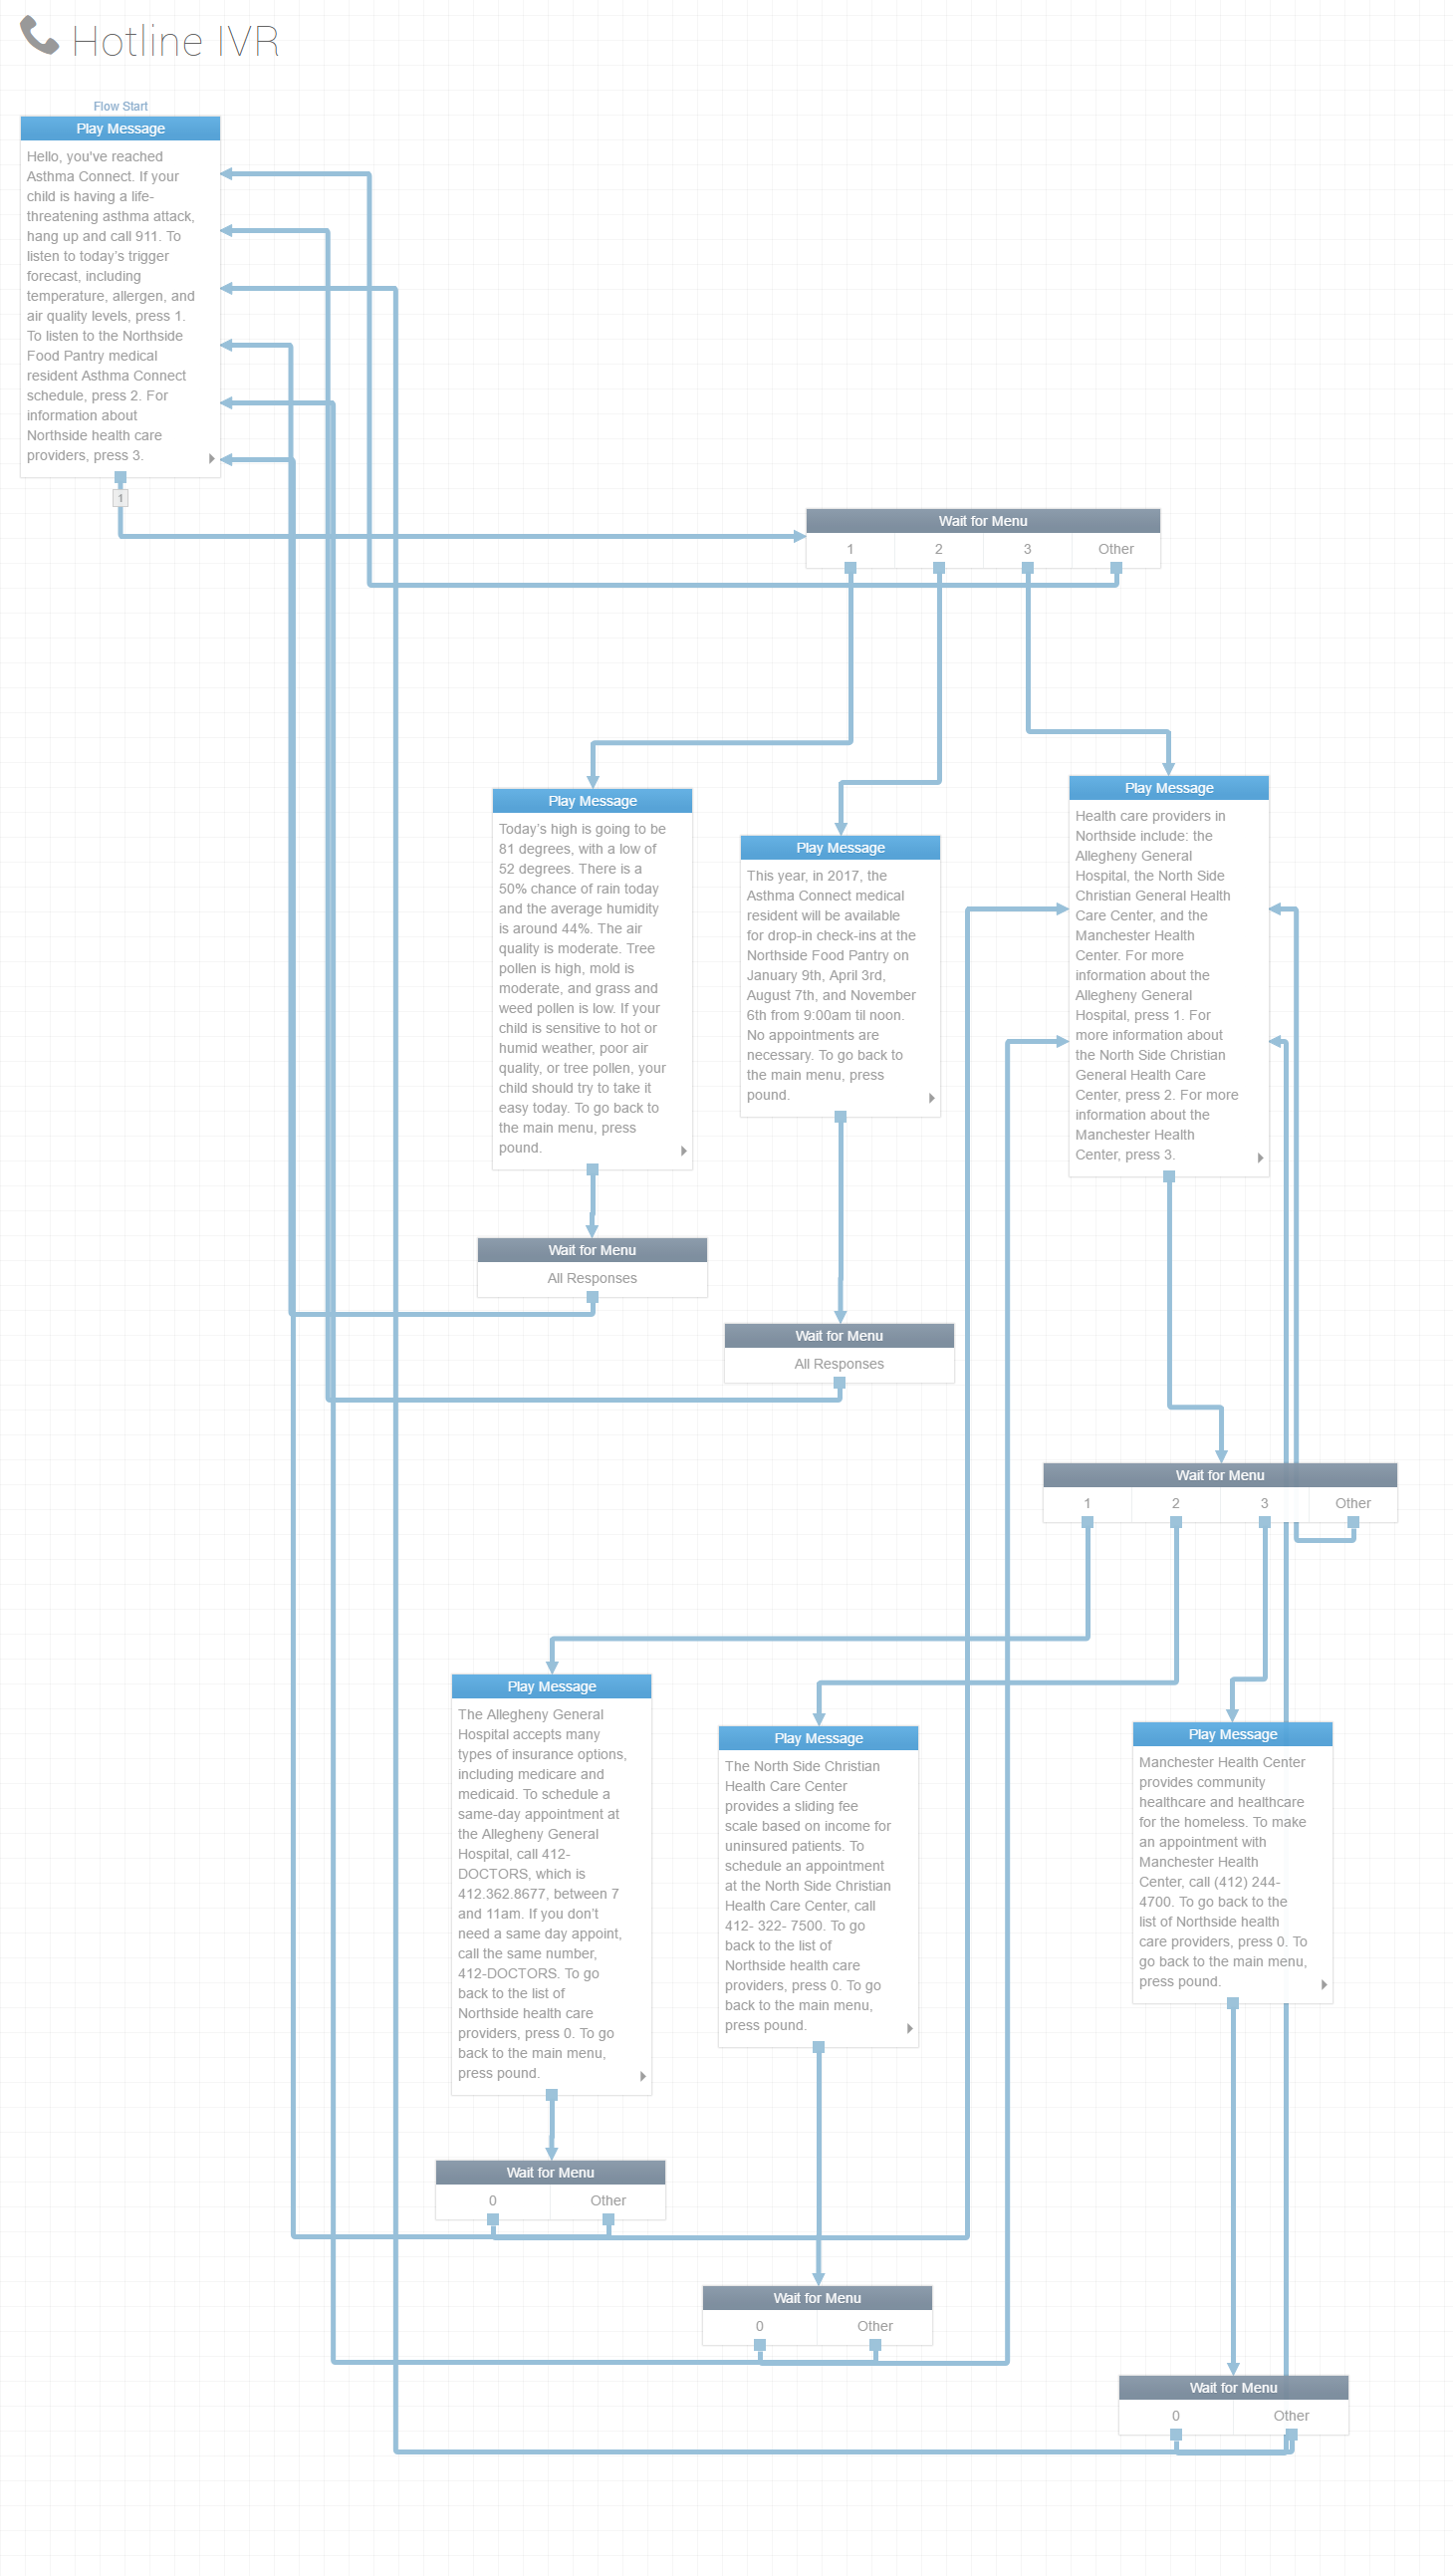 Hotline IVR
Flow Start
Play Message
Hello, you've reached
Asthma Connect. If your
child is having a life-
threatening asthma attack,
hang up and call 911. To
listen to today's trigger
forecast, including
temperature, allergen, and
air quality levels, press 1.
To listen to the Northside
Food Pantry medical
resident Asthma Connect
schedule, press 2. For
information about
Northside health care
providers, press 3.
1
Wait for Menu
1 2 3 Other
Play Message
Today's high is going to be
81 degrees, with a low of
52 degrees. There is a
50% chance of rain today
and the average humidity
is around 44%. The air
quality is moderate. Tree
pollen is high, mold is
moderate, and grass and
weed pollen is low. If your
child is sensitive to hot or
humid weather, poor air
quality, or tree pollen, your
child should try to take it
easy today. To go back to
the main menu, press
pound.
Wait for Menu
All Responses
Play Message
This year, in 2017, the
Asthma Connect medical
resident will be available
for drop-in check-ins at the
Northside Food Pantry on
January 9th, April 3rd,
August 7th, and November
6th from 9:00am til noon.
No appointments are
necessary. To go back to
the main menu, press
pound.
Wait for Menu
All Responses
Play Message
Health care providers in
Northside include: the
Allegheny General
Hospital, the North Side
Christian General Health
Care Center, and the
Manchester Health
Center. For more
information about the
Allegheny General
Hospital, press 1. For
more information about
the North Side Christian
General Health Care
Center, press 2. For more
information about the
Manchester Health
Center, press 3.
Wait for Menu
1 2 3 Other
Play Message
The Allegheny General
Hospital accepts many
types of insurance options,
including medicare and
medicaid. To schedule a
same-day appointment at
the Allegheny General
Hospital, call 412-
DOCTORS, which is
412.362.8677, between 7
and 11am. If you don't
need a same day appoint,
call the same number,
412-DOCTORS. To go
back to the list of
Northside health care
providers, press 0. To go
back to the main menu,
press pound.
Wait for Menu
0 Other
Play Message
The North Side Christian
Health Care Center
provides a sliding fee
scale based on income for
uninsured patients. To
schedule an appointment
at the North Side Christian
Health Care Center, call
412- 322- 7500. To go
back to the list of
Northside health care
providers, press 0. To go
back to the main menu,
press pound.
Wait for Menu
0 Other
Play Message
Manchester Health Center
provides community
healthcare and healthcare
for the homeless. To make
an appointment with
Manchester Health
Center, call (412) 244-
4700. To go back to the
list of Northside health
care providers, press 0. To
go back to the main menu,
press pound.
Wait for Menu
0 Other